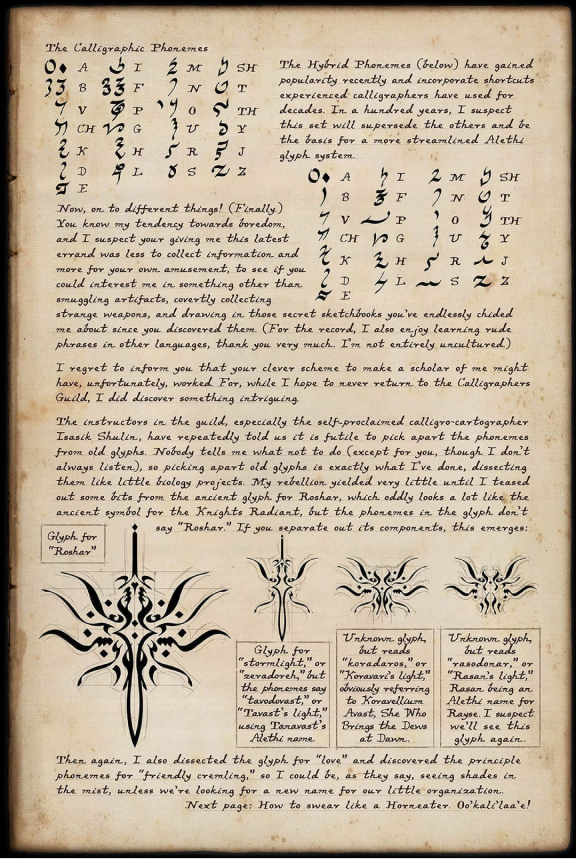 The Calligraphic Phonemes
A I M SH
B F N T
V P O TH
CH G U Y
K H R J
D L S Z
E
The Hybrid Phonemes (below) have gained
popularity recently and incorporate shortcuts
experienced calligraphers have used for
decades. In a hundred years, I suspect
this set will supersede the others and be
the basis for a more streamlined Alethi
glyph system.
A I M SH
B F N T
V P O TH
CH G U Y
K H R J
D L S Z
E
Now, on to different things! (Finally.)
You know my tendency towards boredom,
and I suspect your giving me this latest
errand was less to collect information and
more for your own amusement, to see if you
could interest me in something other than
smuggling artifacts, covertly collecting
strange weapons, and drawing in those secret sketchbooks you've endlessly chided
me about since you discovered them. (For the record, I also enjoy learning rude
phrases in other languages, thank you very much. I'm not entirely uncultured.)
I regret to inform you that your clever scheme to make a scholar of me might
have, unfortunately, worked. For, while I hope to never return to the Calligraphers
Guild, I did discover something intriguing.
The instructors in the guild, especially the self-proclaimed calligro-cartographer
Isasik Shulin, have repeatedly told us it is futile to pick apart the phonemes
from old glyphs. Nobody tells me what not to do (except for you, though I don't
always listen), so picking apart old glyphs is exactly what I've done, dissecting
them like little biology projects. My rebellion yielded very little until I teased
out some bits from the ancient glyph for Roshar, which oddly looks a lot like the
ancient symbol for the Knights Radiant, but the phonemes in the glyph don't
say "Roshar." If you separate out its components, this emerges:
Glyph for
"Roshar"
Glyph for
"stormlight," or
"zeradoreh," but
the phonemes say
"tavodovast," or
"Tavast's light,"
using Tanavast's
Alethi name.
Unknown glyph,
but reads
"koradaros," or
"Koravari's light,"
obviously referring
to Koravellium
Avast, She Who
Brings the Dews
at Dawn.
Unknown glyph,
but reads
"rasodonar," or
"Rasan's light,"
Rasan being an
Alethi name for
Rayse. I suspect
we'll see this
glyph again.
Then again, I also dissected the glyph for "love" and discovered the principle
phonemes for "friendly cremling," so I could be, as they say, seeing shades in
the mist, unless we're looking for a new name for our little organization.
Next page: How to swear like a Horneater. Oo'kali'laa'e!